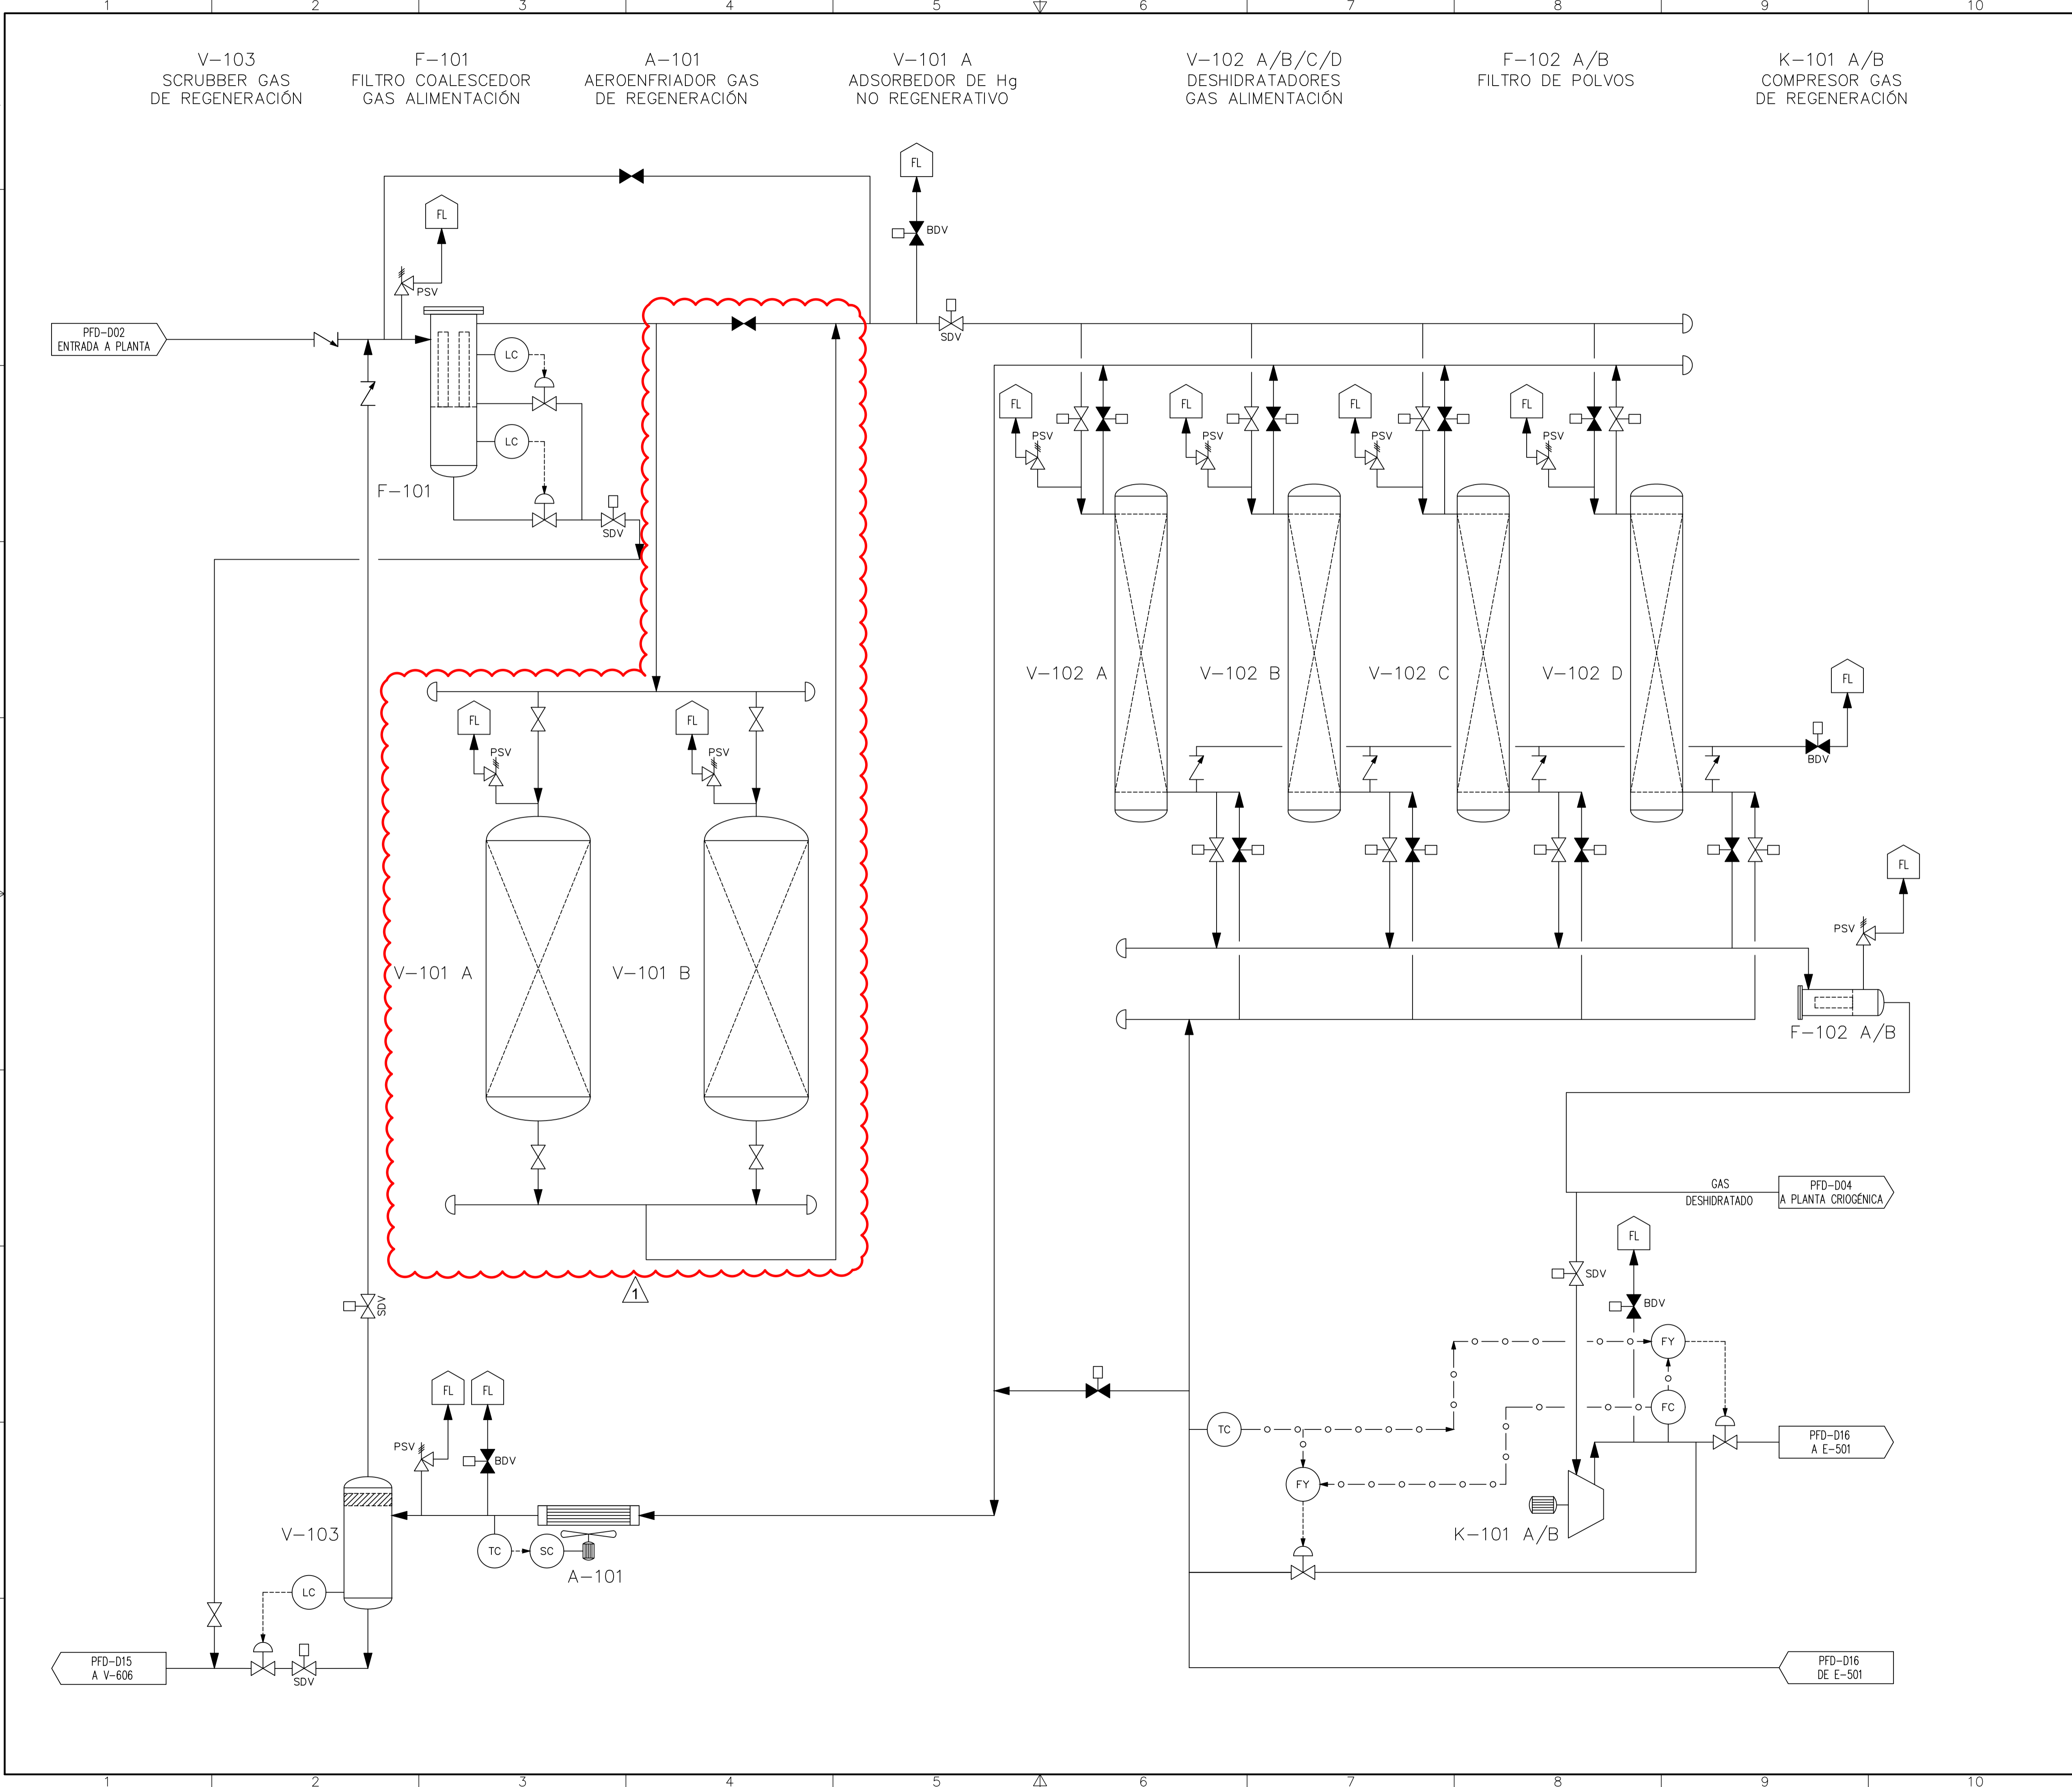 1 2 3 4 5 6 7 8 9 10
V-103
SCRUBBER GAS
DE REGENERACIÓN
F-101
FILTRO COALESCEDOR
GAS ALIMENTACIÓN
A-101
AEROENFRIADOR GAS
DE REGENERACIÓN
V-101 A
ADSORBEDOR DE Hg
NO REGENERATIVO
V-102 A/B/C/D
DESHIDRATADORES
GAS ALIMENTACIÓN
F-102 A/B
FILTRO DE POLVOS
K-101 A/B
COMPRESOR GAS
DE REGENERACIÓN
FL
FL
BDV
PSV
PFD-D02
ENTRADA A PLANTA
SDV
LC
LC
F-101
SDV
FL
PSV
FL
PSV
FL
PSV
FL
PSV
V-102 A
V-102 B
V-102 C
V-102 D
FL
BDV
FL
PSV
FL
PSV
V-101 A
V-101 B
FL
PSV
F-102 A/B
GAS
DESHIDRATADO
PFD-D04
A PLANTA CRIOGÉNICA
FL
SDV
BDV
1
SDV
FY
FC
TC
FY
PFD-D16
A E-501
K-101 A/B
FL
FL
PSV
BDV
V-103
TC
SC
A-101
LC
SDV
PFD-D15
A V-606
PFD-D16
DE E-501
1 2 3 4 5 6 7 8 9 10